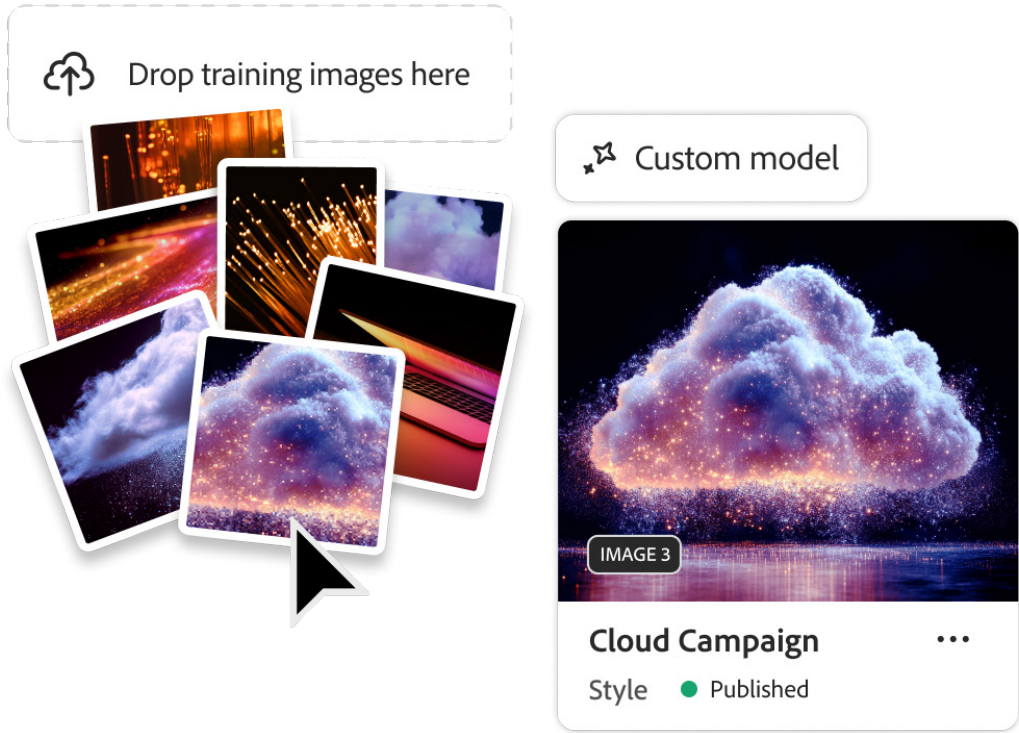 Drop training images here
Custom model
IMAGE 3
Cloud Campaign
Style
Published